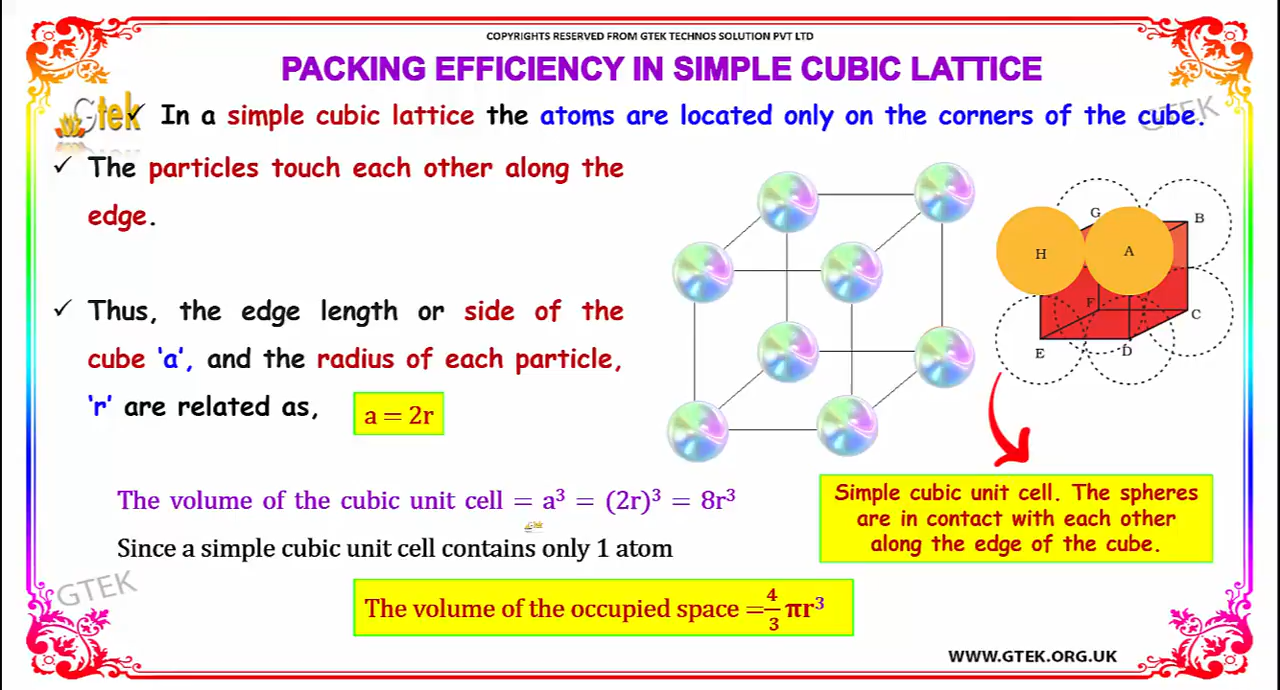 COPYRIGHTS RESERVED FROM GTEK TECHNOS SOLUTION PVT LTD
PACKING EFFICIENCY IN SIMPLE CUBIC LATTICE
Gtek
✓ In a simple cubic lattice the atoms are located only on the corners of the cube.
GTEK
✓ The particles touch each other along the
edge.
G
B
H
A
F
C
E
D
✓ Thus, the edge length or side of the
cube ‘a’, and the radius of each particle,
‘r’ are related as,
a = 2r
The volume of the cubic unit cell = a³ = (2r)³ = 8r³
Simple cubic unit cell. The spheres
are in contact with each other
along the edge of the cube.
Gtek
Since a simple cubic unit cell contains only 1 atom
GTEK
The volume of the occupied space = 4/3 πr³
WWW.GTEK.ORG.UK